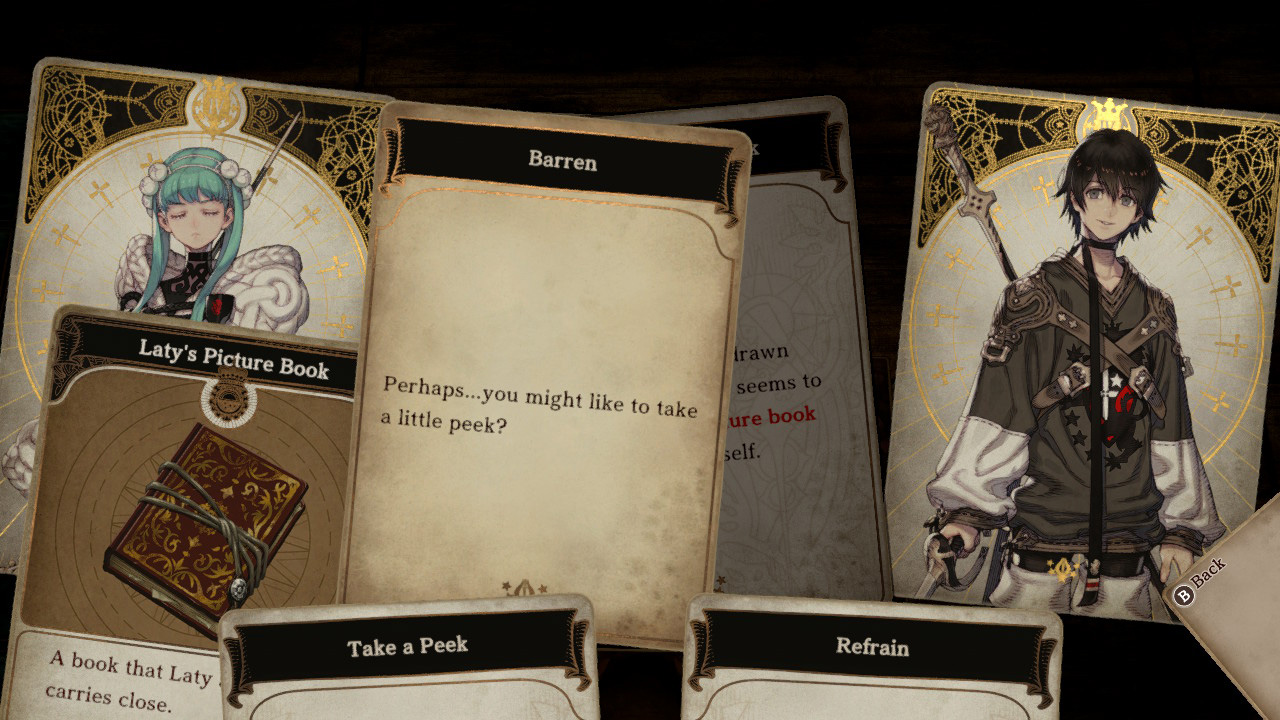 Barren
Perhaps...you might like to take
a little peek?
Laty's Picture Book
A book that Laty
carries close.
drawn
seems to
ure book
self.
Take a Peek
Refrain
B Back